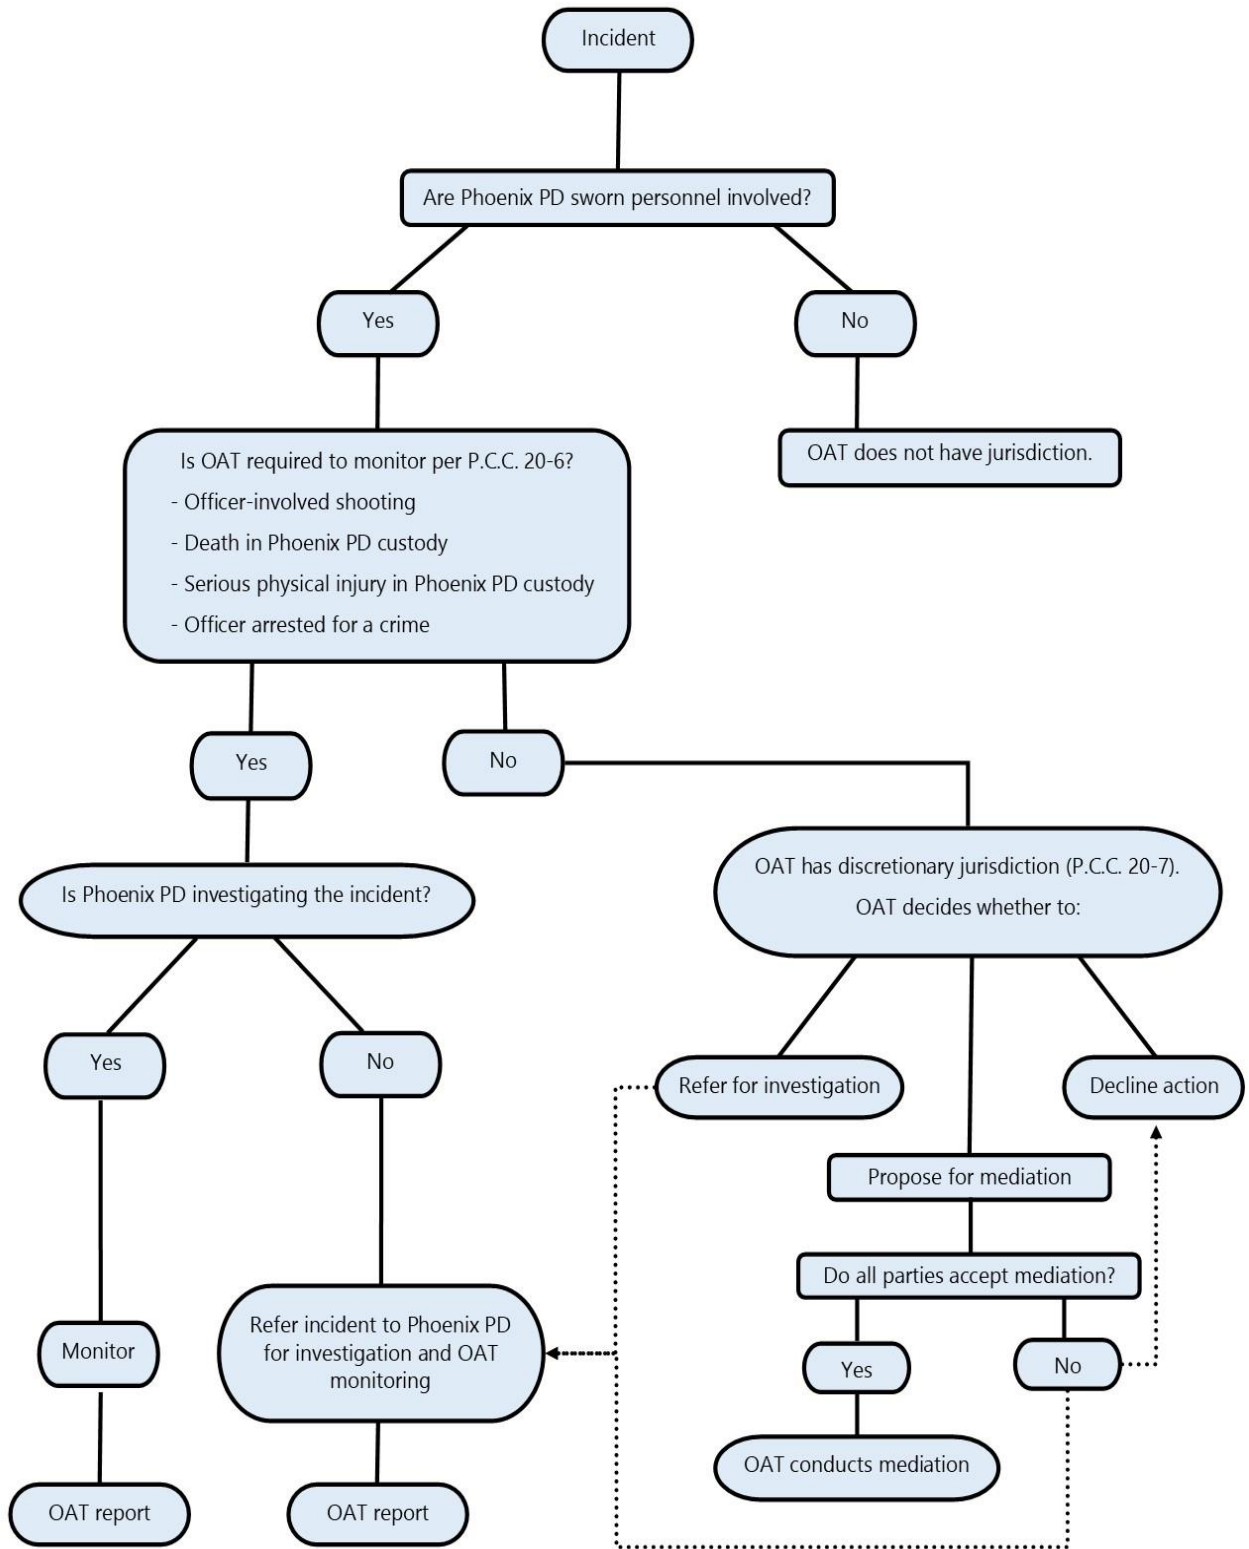 Incident
Are Phoenix PD sworn personnel involved?
Yes
No
Is OAT required to monitor per P.C.C. 20-6?
- Officer-involved shooting
- Death in Phoenix PD custody
- Serious physical injury in Phoenix PD custody
- Officer arrested for a crime
OAT does not have jurisdiction.
Yes
No
Is Phoenix PD investigating the incident?
OAT has discretionary jurisdiction (P.C.C. 20-7).
OAT decides whether to:
Yes
No
Refer for investigation
Decline action
Propose for mediation
Do all parties accept mediation?
Monitor
Refer incident to Phoenix PD
for investigation and OAT
monitoring
Yes
No
OAT conducts mediation
OAT report
OAT report